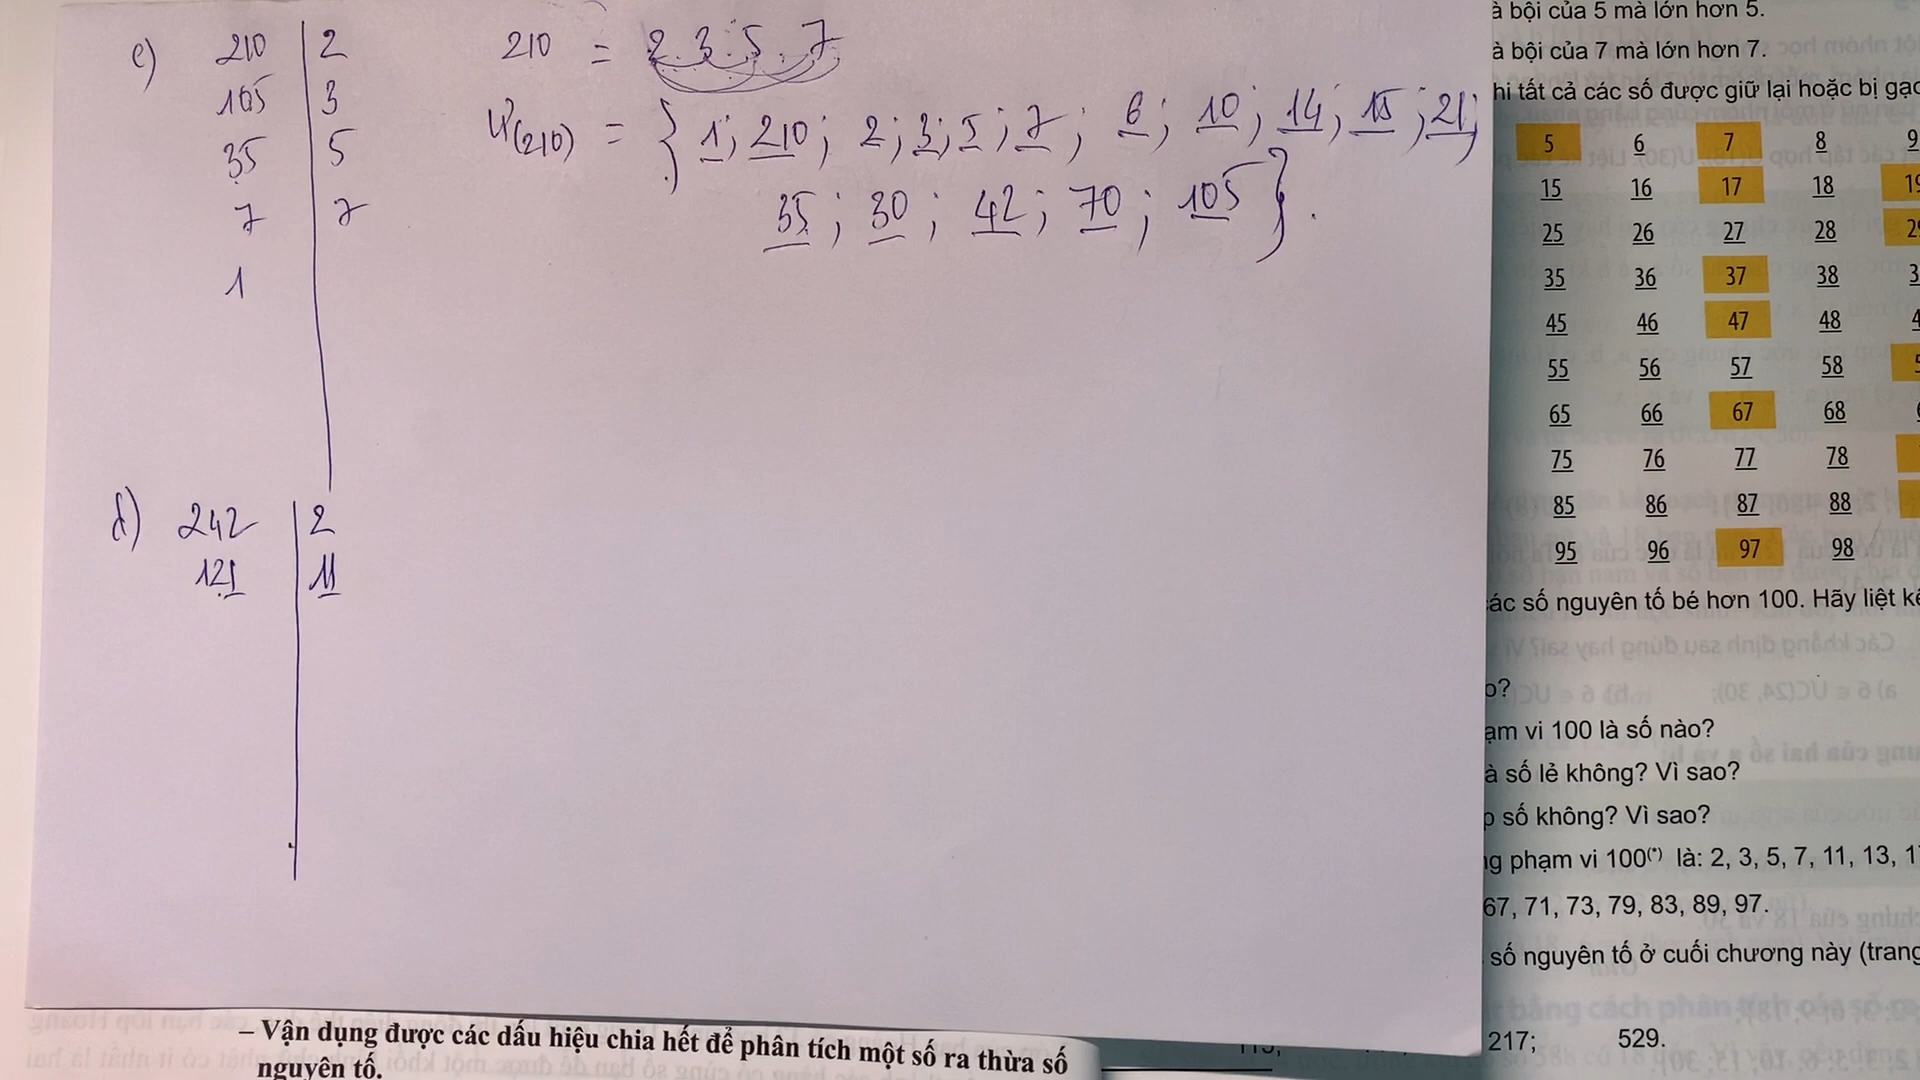 c) 210 | 2
105 | 3
35 | 5
7 | 7
1
210 = 2.3.5.7
Ư(210) = { 1; 210; 2; 3; 5; 7; 6; 10; 14; 15; 21;
35; 30; 42; 70; 105 }.
d) 242 | 2
121 | 11
à bội của 5 mà lớn hơn 5.
à bội của 7 mà lớn hơn 7.
hi tất cả các số được giữ lại hoặc bị gạc
5 6 7 8 9
15 16 17 18 19
25 26 27 28 29
35 36 37 38 3
45 46 47 48 4
55 56 57 58 5
65 66 67 68
75 76 77 78
85 86 87 88
95 96 97 98
ác số nguyên tố bé hơn 100. Hãy liệt kê
o?
ạm vi 100 là số nào?
à số lẻ không? Vì sao?
p số không? Vì sao?
ng phạm vi 100(*) là: 2, 3, 5, 7, 11, 13, 1
67, 71, 73, 79, 83, 89, 97.
số nguyên tố ở cuối chương này (trang
217; 529.
– Vận dụng được các dấu hiệu chia hết để phân tích một số ra thừa số
nguyên tố.